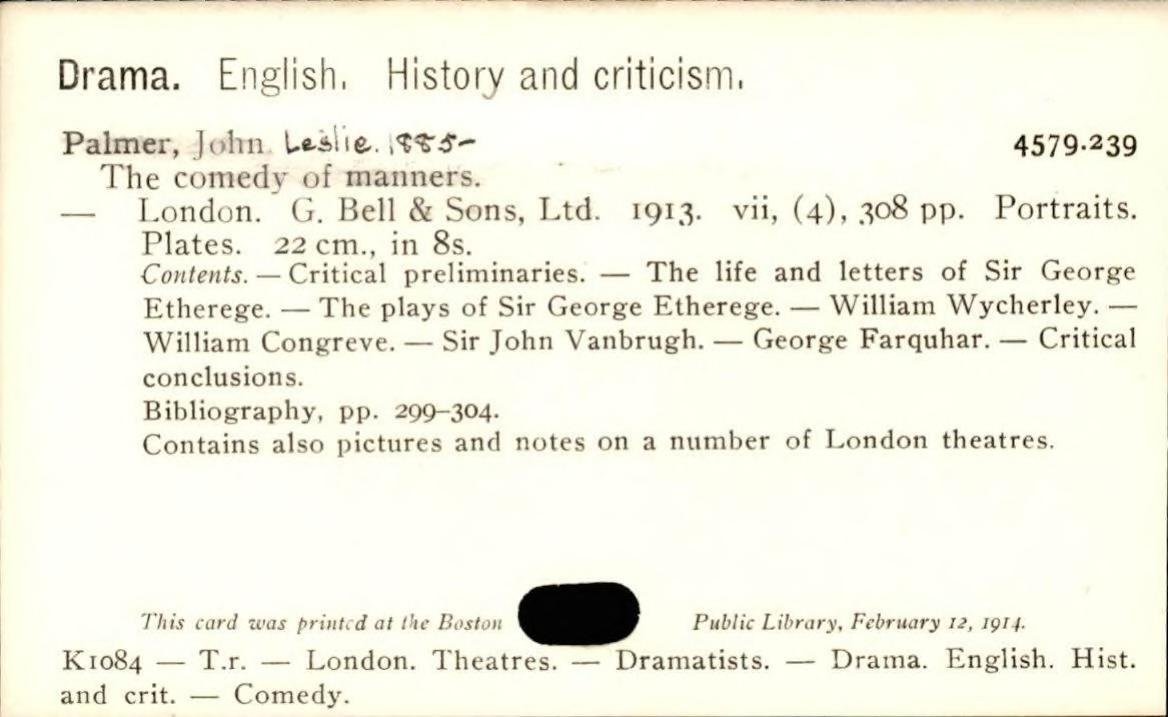 Drama. English. History and criticism.
Palmer, John Leslie. 1885- 4579.239
The comedy of manners.
— London. G. Bell & Sons, Ltd. 1913. vii, (4), 308 pp. Portraits.
Plates. 22 cm., in 8s.
Contents. — Critical preliminaries. — The life and letters of Sir George
Etherege. — The plays of Sir George Etherege. — William Wycherley. —
William Congreve. — Sir John Vanbrugh. — George Farquhar. — Critical
conclusions.
Bibliography, pp. 299–304.
Contains also pictures and notes on a number of London theatres.
This card was printed at the Boston Public Library, February 12, 1914.
K1084 — T.r. — London. Theatres. — Dramatists. — Drama. English. Hist.
and crit. — Comedy.